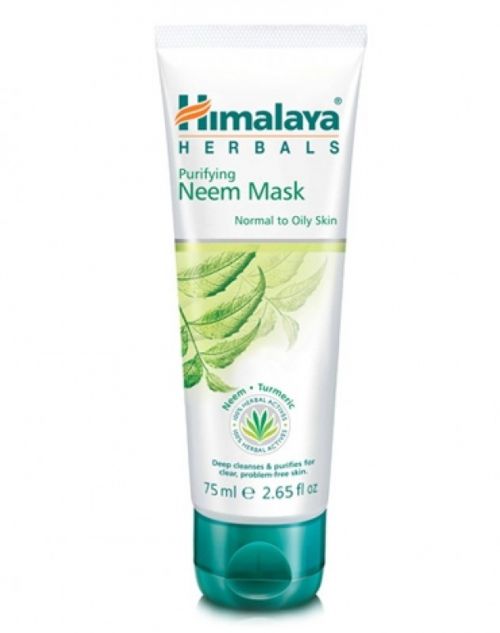 Himalaya®
HERBALS
Purifying
Neem Mask
Normal to Oily Skin
Neem • Turmeric
100% HERBAL ACTIVES
100% HERBAL ACTIVES
Deep cleanses & purifies for
clear, problem-free skin.
75 ml ℮ 2.65 fl oz